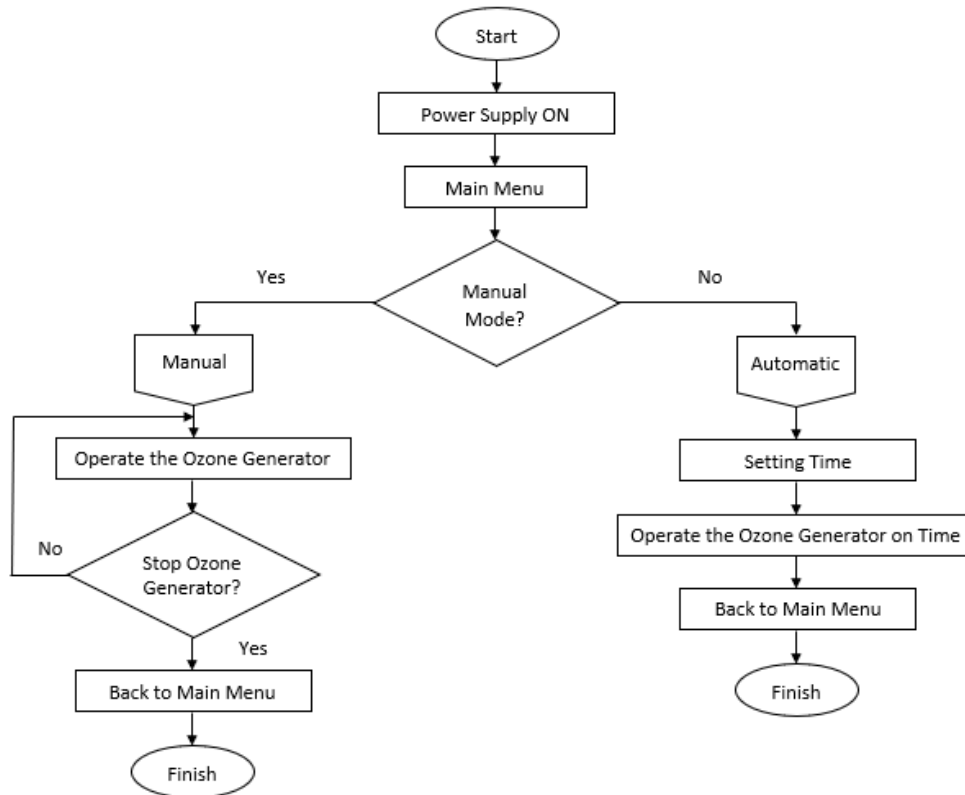 Start
Power Supply ON
Main Menu
Yes
No
Manual
Mode?
Manual
Automatic
Operate the Ozone Generator
Setting Time
No
Stop Ozone
Generator?
Operate the Ozone Generator on Time
Back to Main Menu
Yes
Back to Main Menu
Finish
Finish